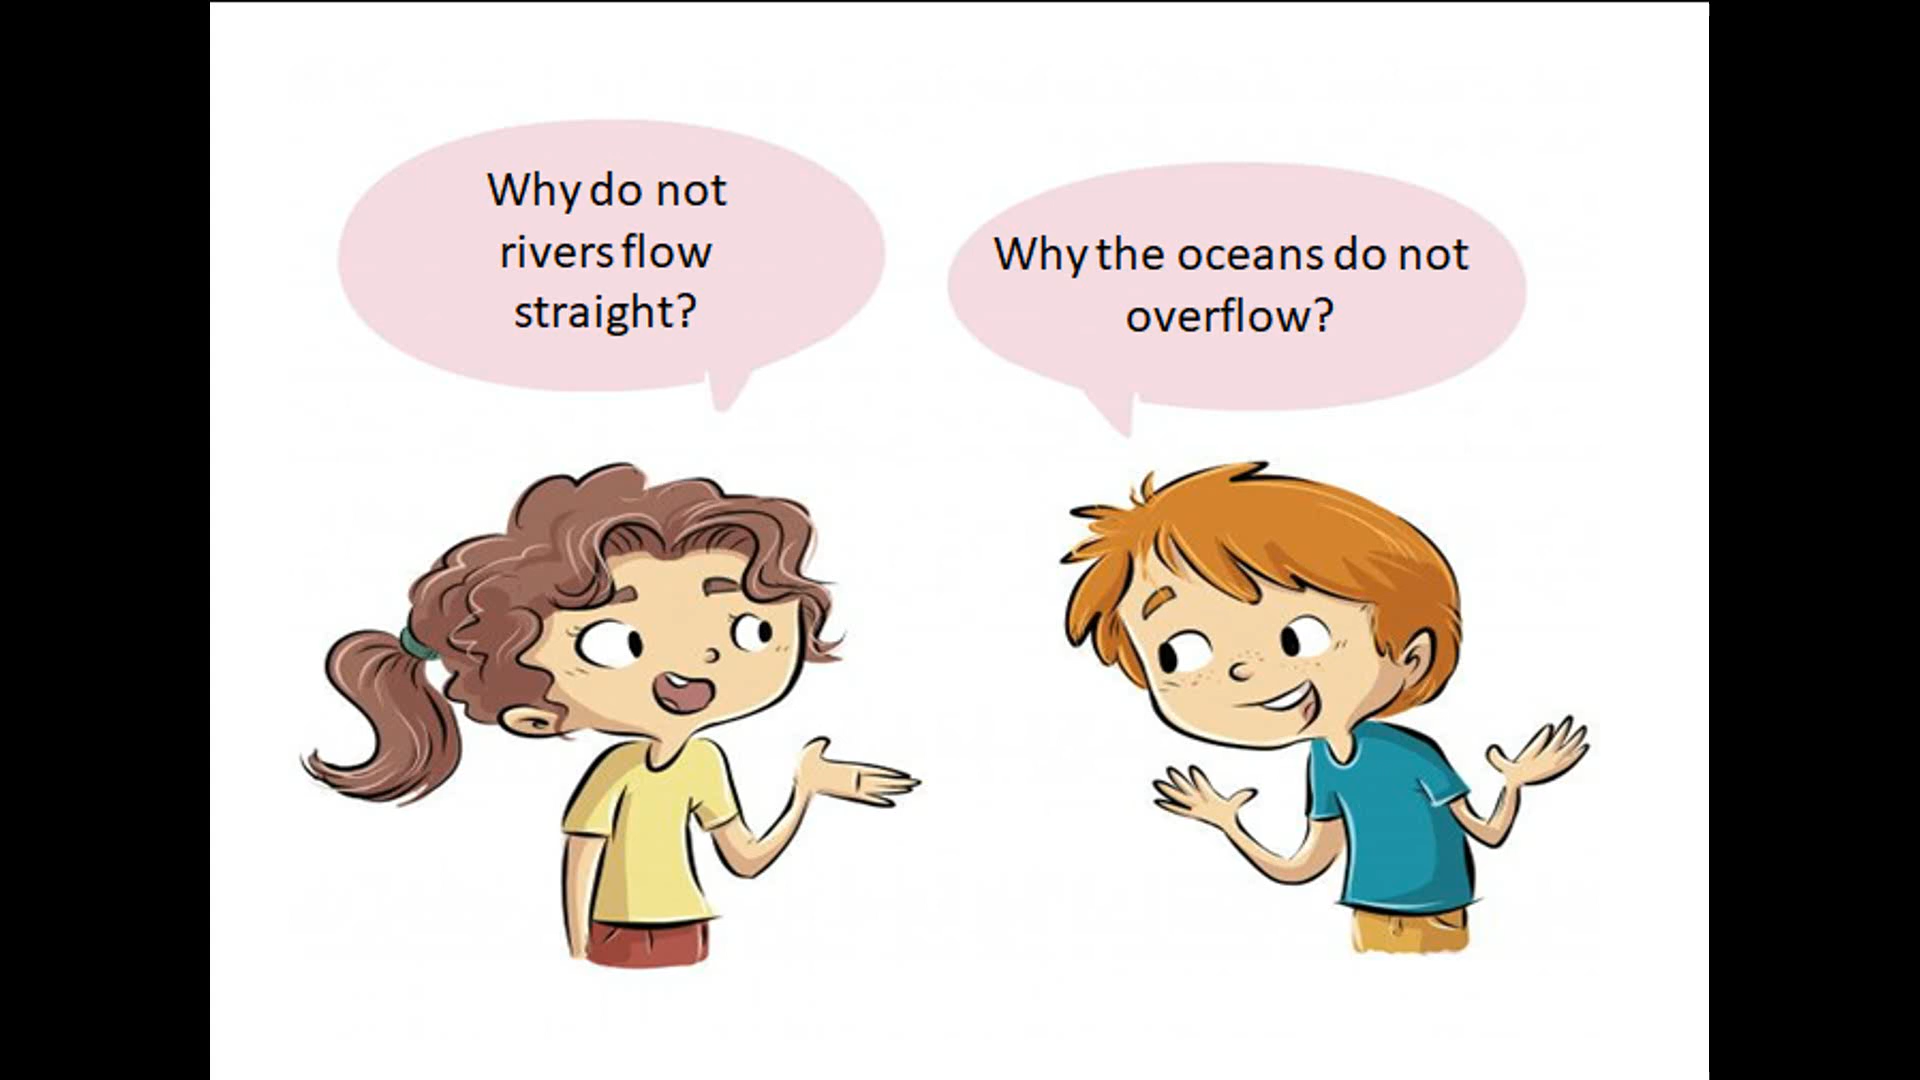 Why do not
rivers flow
straight?
Why the oceans do not
overflow?